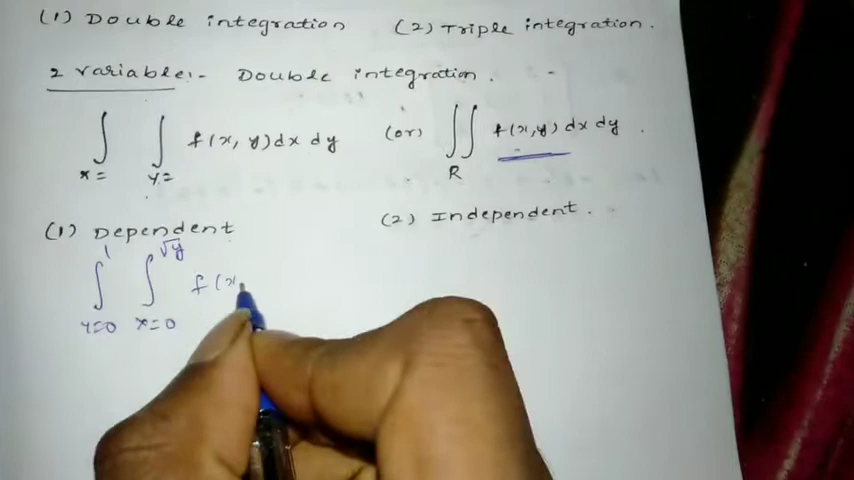 (1) Double integration (2) Triple integration.
2 variable:- Double integration.
∫ ∫ f(x, y) dx dy (or) ∬ f(x,y) dx dy.
x= y= R
(1) Dependent (2) Independent.
1 √y
∫ ∫ f(x
y=0 x=0